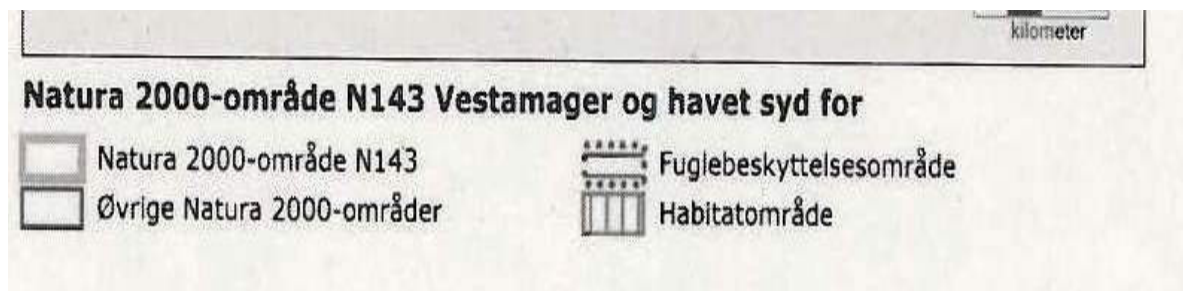 kilometer
Natura 2000-område N143 Vestamager og havet syd for
Natura 2000-område N143
Øvrige Natura 2000-områder
Fuglebeskyttelsesområde
Habitatområde